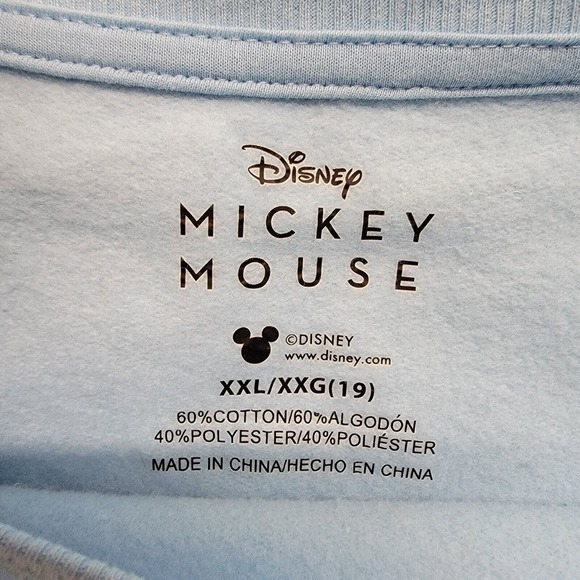 Disney
MICKEY
MOUSE
©DISNEY
www.disney.com
XXL/XXG(19)
60%COTTON/60%ALGODÓN
40%POLYESTER/40%POLIÉSTER
MADE IN CHINA/HECHO EN CHINA